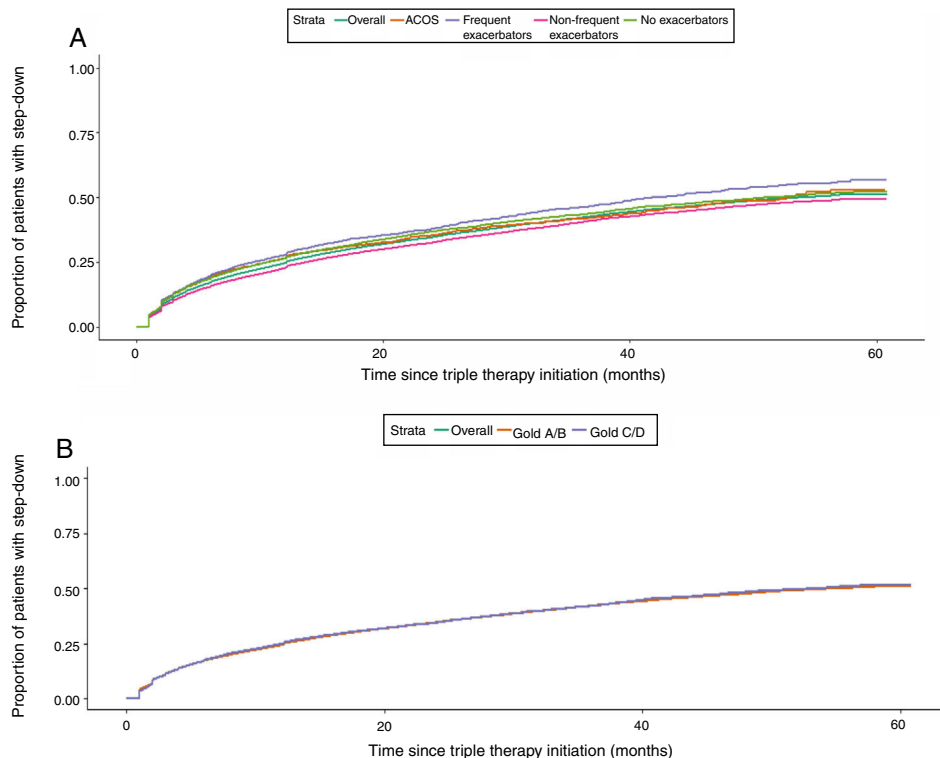 Strata Overall ACOS Frequent exacerbators Non-frequent exacerbators No exacerbators
A
Proportion of patients with step-down
1.00
0.75
0.50
0.25
0.00
0 20 40 60
Time since triple therapy initiation (months)
Strata Overall Gold A/B Gold C/D
B
Proportion of patients with step-down
1.00
0.75
0.50
0.25
0.00
0 20 40 60
Time since triple therapy initiation (months)